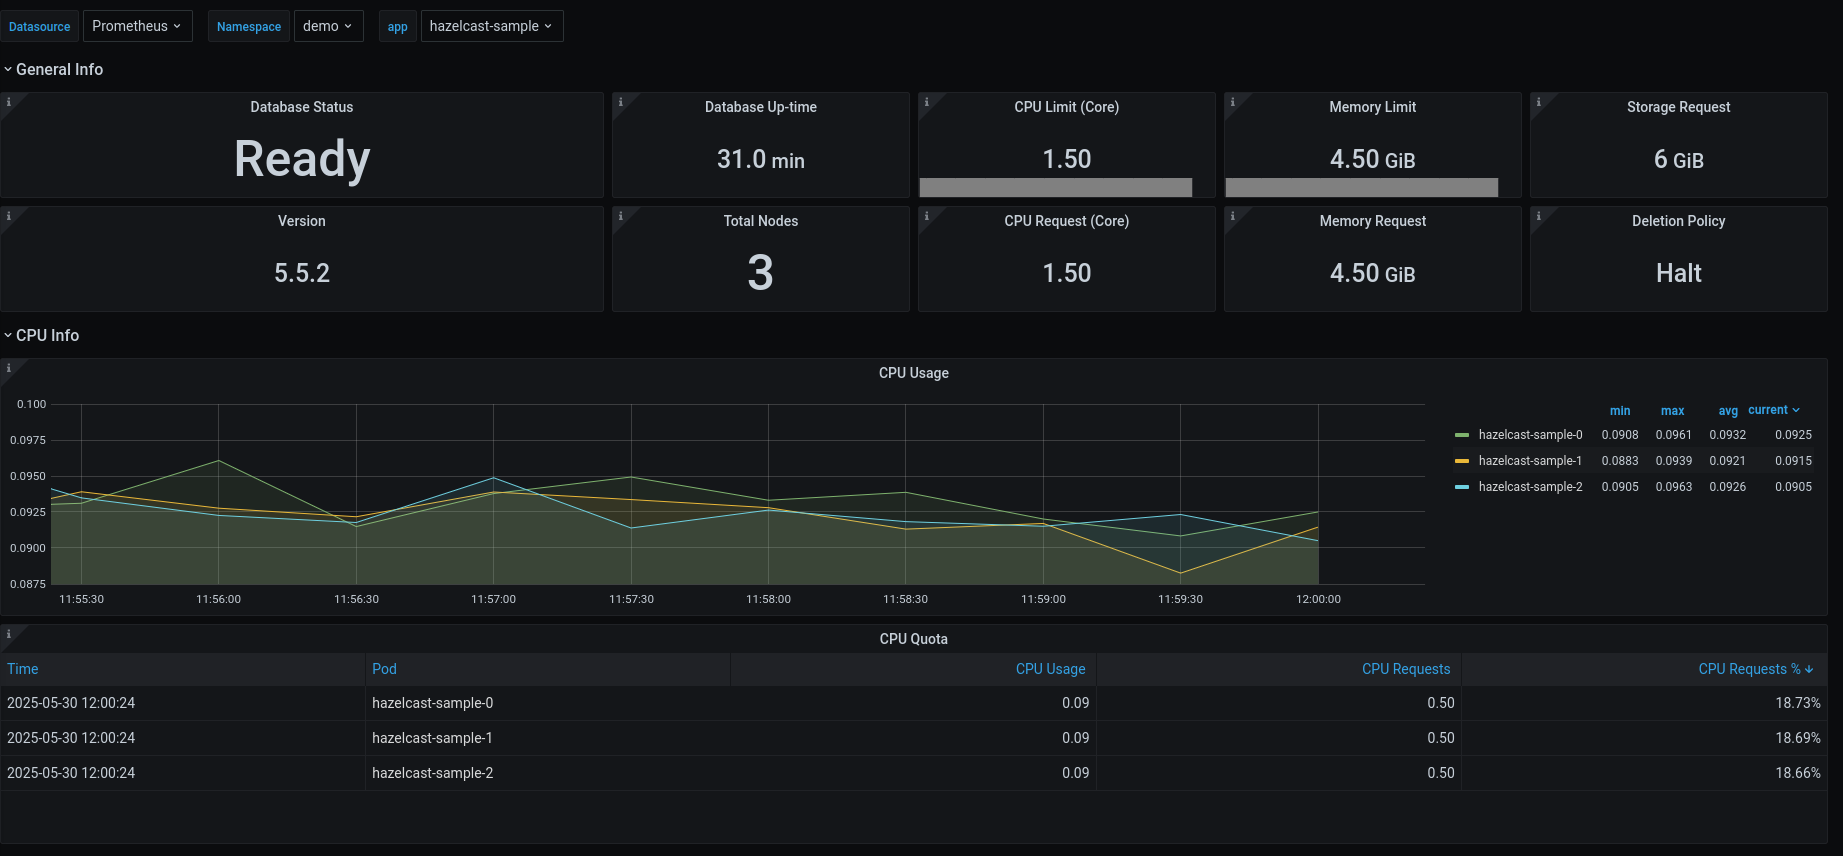 Datasource Prometheus Namespace demo app hazelcast-sample
General Info
Database Status Database Up-time CPU Limit (Core) Memory Limit Storage Request
Ready 31.0 min 1.50 4.50 GiB 6 GiB
Version Total Nodes CPU Request (Core) Memory Request Deletion Policy
5.5.2 3 1.50 4.50 GiB Halt
CPU Info
CPU Usage
0.100
0.0975
0.0950
0.0925
0.0900
0.0875
11:55:30 11:56:00 11:56:30 11:57:00 11:57:30 11:58:00 11:58:30 11:59:00 11:59:30 12:00:00
min max avg current
hazelcast-sample-0 0.0908 0.0961 0.0932 0.0925
hazelcast-sample-1 0.0883 0.0939 0.0921 0.0915
hazelcast-sample-2 0.0905 0.0963 0.0926 0.0905
CPU Quota
Time Pod CPU Usage CPU Requests CPU Requests %
2025-05-30 12:00:24 hazelcast-sample-0 0.09 0.50 18.73%
2025-05-30 12:00:24 hazelcast-sample-1 0.09 0.50 18.69%
2025-05-30 12:00:24 hazelcast-sample-2 0.09 0.50 18.66%